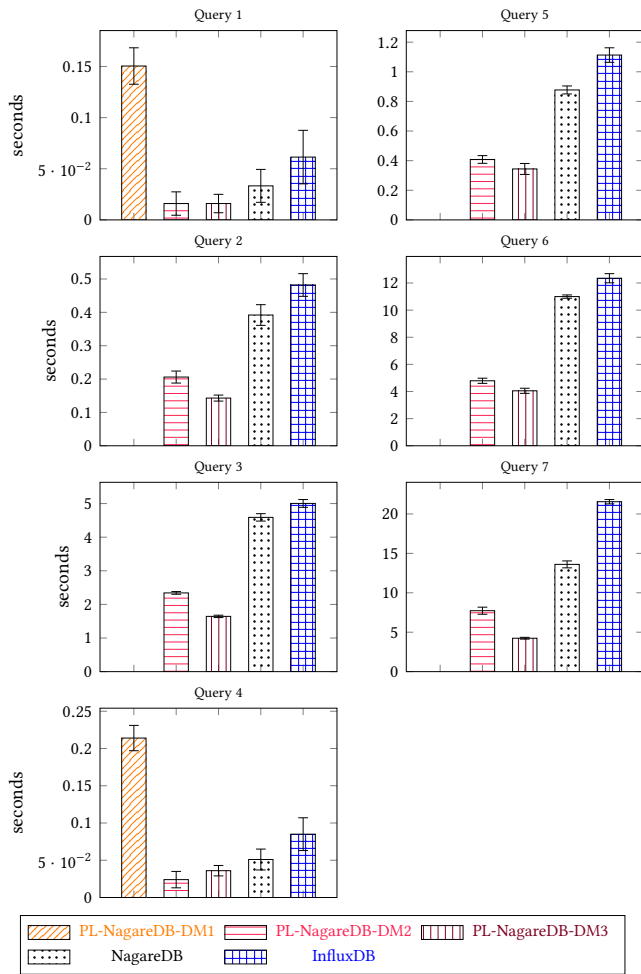 Query 1
seconds
0.15
0.1
5 · 10⁻²
0
Query 5
1.2
1
0.8
0.6
0.4
0.2
0
Query 2
seconds
0.5
0.4
0.3
0.2
0.1
0
Query 6
12
10
8
6
4
2
0
Query 3
seconds
5
4
3
2
1
0
Query 7
20
15
10
5
0
Query 4
seconds
0.25
0.2
0.15
0.1
5 · 10⁻²
0
PL-NagareDB-DM1 PL-NagareDB-DM2 PL-NagareDB-DM3
NagareDB InfluxDB